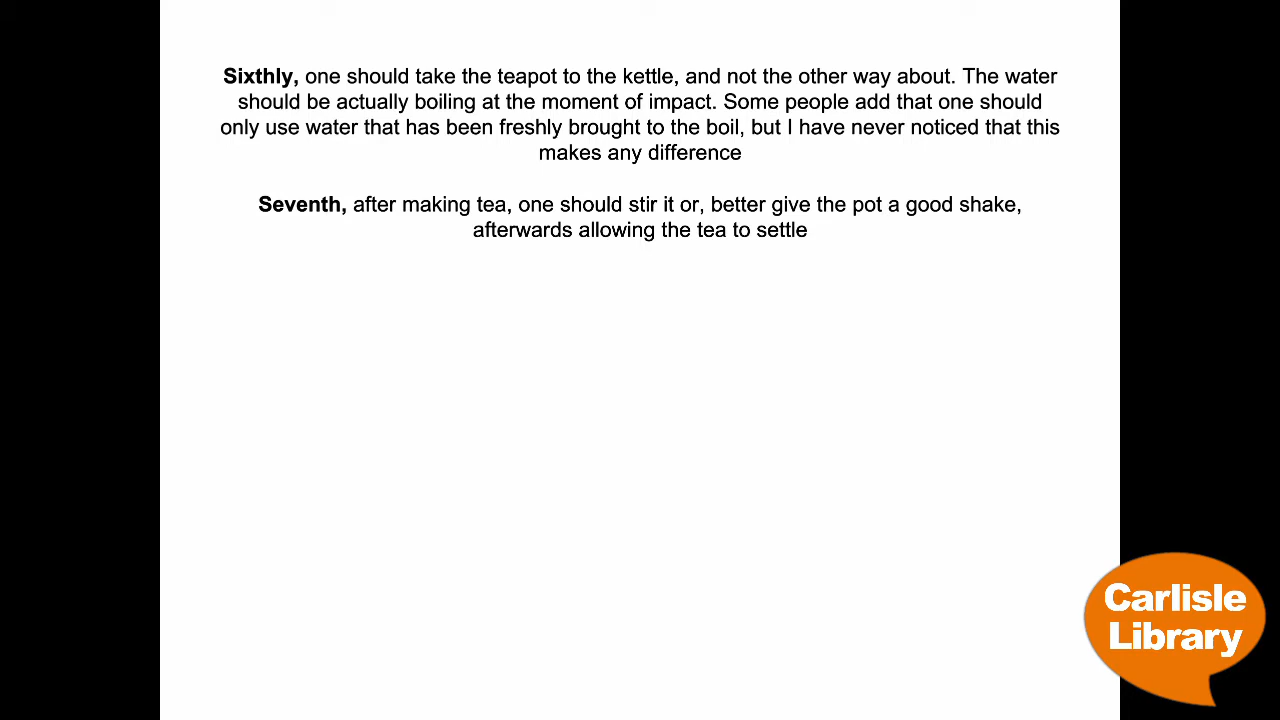 Sixthly, one should take the teapot to the kettle, and not the other way about. The water
should be actually boiling at the moment of impact. Some people add that one should
only use water that has been freshly brought to the boil, but I have never noticed that this
makes any difference
Seventh, after making tea, one should stir it or, better give the pot a good shake,
afterwards allowing the tea to settle
Carlisle
Library